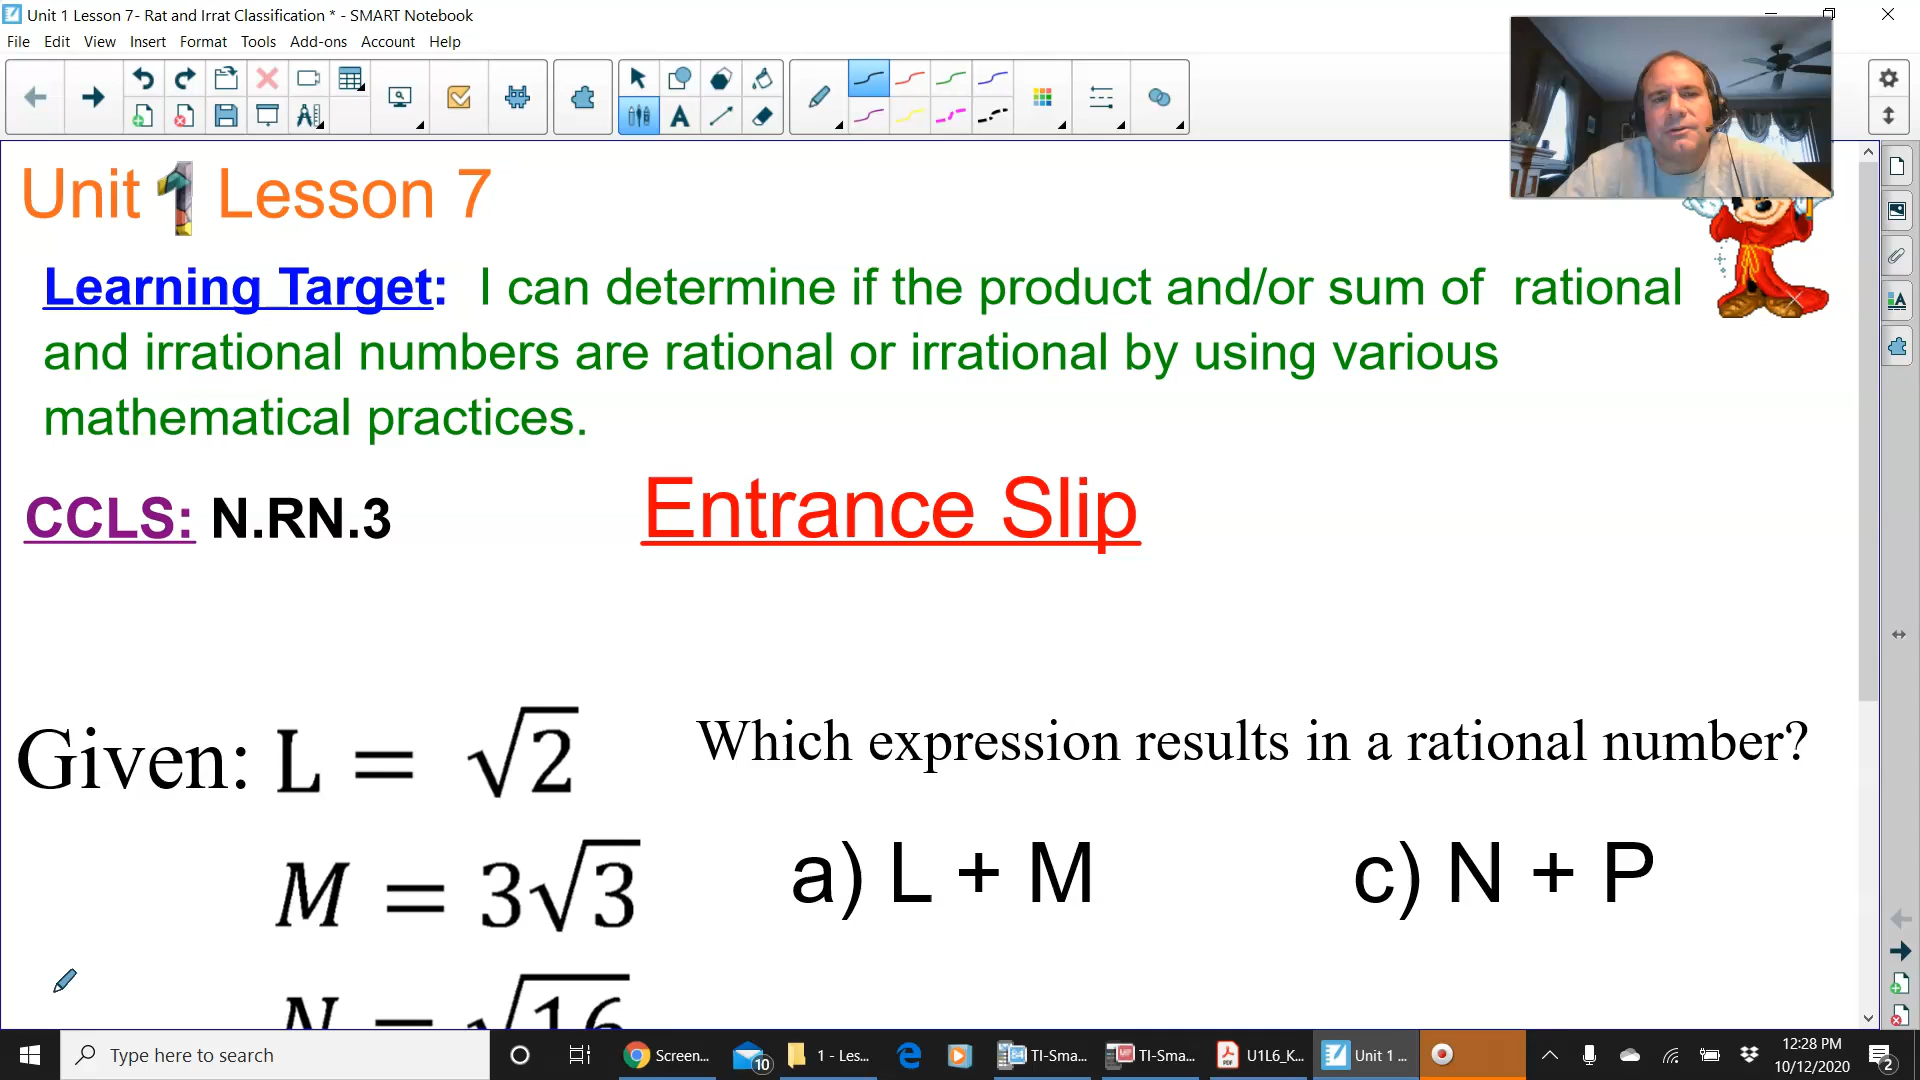 Unit 1 Lesson 7- Rat and Irrat Classification * - SMART Notebook
File Edit View Insert Format Tools Add-ons Account Help
Unit 1 Lesson 7
Learning Target: I can determine if the product and/or sum of rational
and irrational numbers are rational or irrational by using various
mathematical practices.
CCLS: N.RN.3
Entrance Slip
Given: L = √2
Which expression results in a rational number?
M = 3√3
a) L + M
c) N + P
N = √16
Type here to search
Screen...
10
1 - Les...
TI-Sma...
TI-Sma...
U1L6_K...
Unit 1 ...
12:28 PM
10/12/2020
2